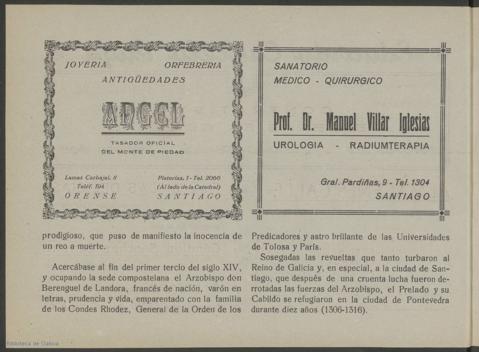 JOYERIA ORFEBRERIA
ANTIGÜEDADES
ANGEL
TASADOR OFICIAL
DEL MONTE DE PIEDAD
Lamas Carbajal, 8
Teléf. 194
ORENSE
Platerías, 1 - Tel. 2066
(Al lado de la Catedral)
SANTIAGO
SANATORIO
MEDICO - QUIRURGICO
Prof. Dr. Manuel Villar Iglesias
UROLOGIA - RADIUMTERAPIA
Gral. Pardiñas, 9 - Tel. 1304
SANTIAGO
prodigioso, que puso de manifiesto la inocencia de
un reo a muerte.
Acercábase al fin del primer tercio del siglo XIV,
y ocupando la sede compostelana el Arzobispo don
Berenguel de Landora, francés de nación, varón en
letras, prudencia y vida, emparentado con la familia
de los Condes Rhodez, General de la Orden de los
Predicadores y astro brillante de las Universidades
de Tolosa y París.
Sosegadas las revueltas que tanto turbaron al
Reino de Galicia y, en especial, a la ciudad de San-
tiago, que después de una cruenta lucha fueron de-
rrotadas las fuerzas del Arzobispo, el Prelado y su
Cabildo se refugiaron en la ciudad de Pontevedra
durante diez años (1306-1316).
Biblioteca de Galicia